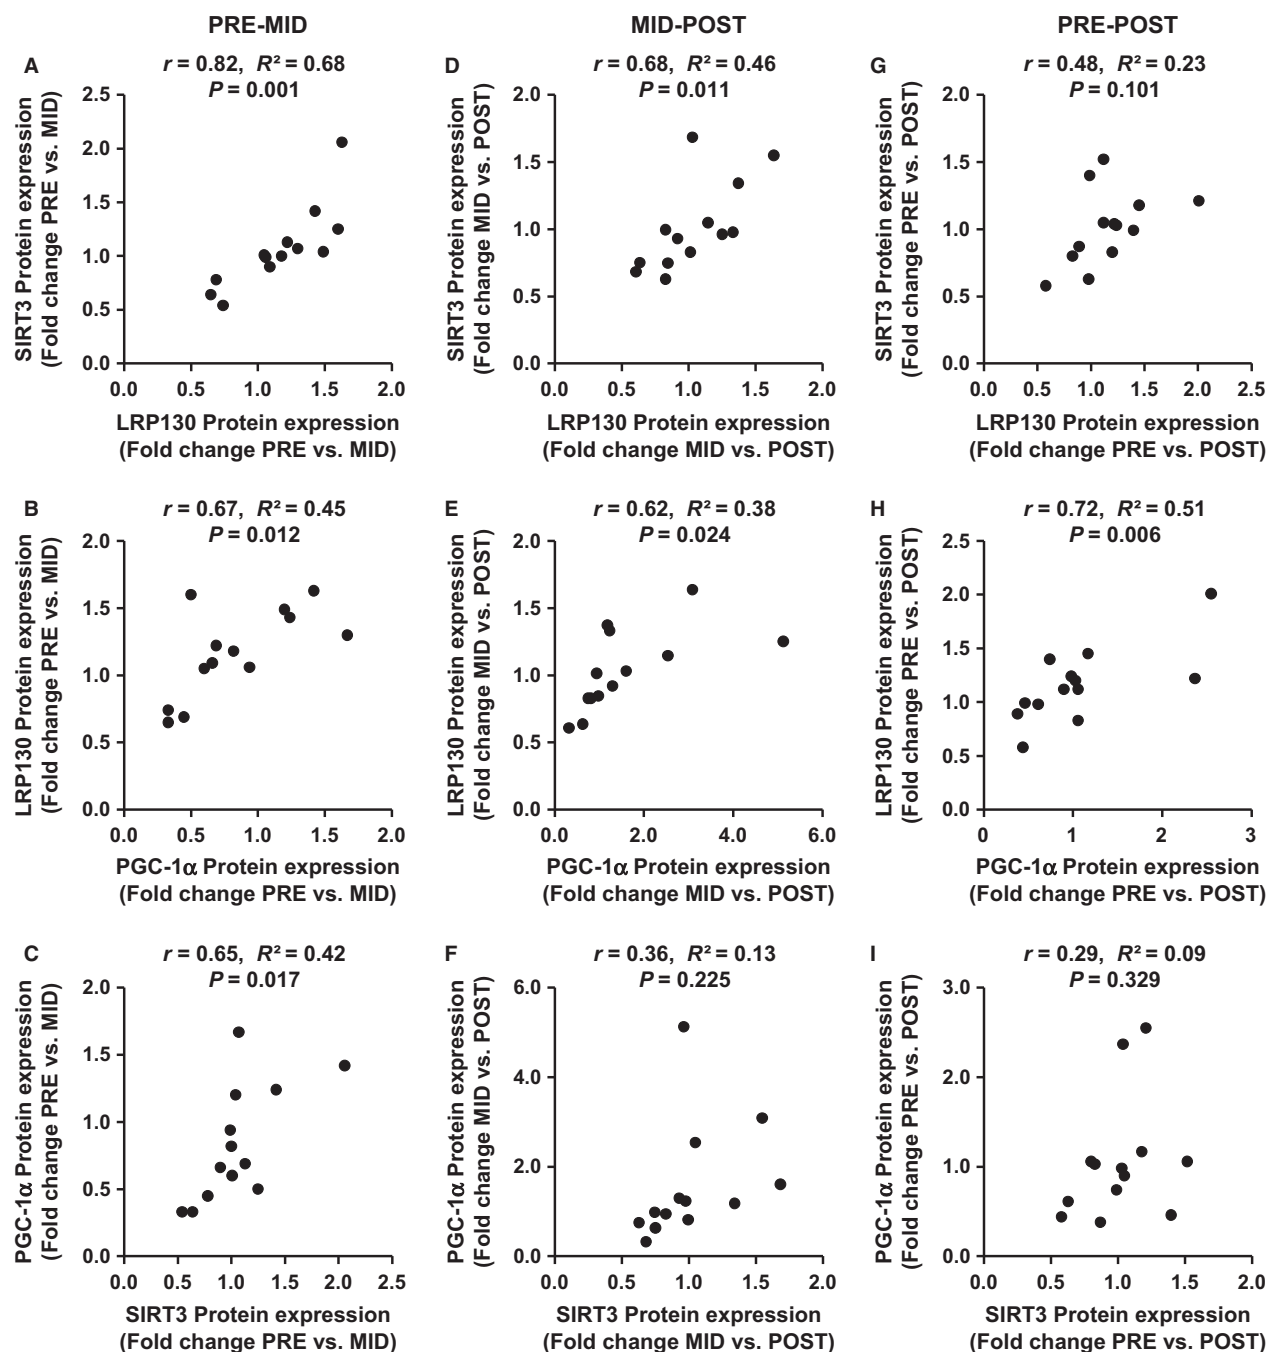 PRE-MID
MID-POST
PRE-POST
A
r = 0.82, R² = 0.68
P = 0.001
SIRT3 Protein expression
(Fold change PRE vs. MID)
2.5
2.0
1.5
1.0
0.5
0.0
0.0 0.5 1.0 1.5 2.0
LRP130 Protein expression
(Fold change PRE vs. MID)
D
r = 0.68, R² = 0.46
P = 0.011
SIRT3 Protein expression
(Fold change MID vs. POST)
2.0
1.5
1.0
0.5
0.0
0.0 0.5 1.0 1.5 2.0
LRP130 Protein expression
(Fold change MID vs. POST)
G
r = 0.48, R² = 0.23
P = 0.101
SIRT3 Protein expression
(Fold change PRE vs. POST)
2.0
1.5
1.0
0.5
0.0
0.0 0.5 1.0 1.5 2.0 2.5
LRP130 Protein expression
(Fold change PRE vs. POST)
B
r = 0.67, R² = 0.45
P = 0.012
LRP130 Protein expression
(Fold change PRE vs. MID)
2.0
1.5
1.0
0.5
0.0
0.0 0.5 1.0 1.5 2.0
PGC-1α Protein expression
(Fold change PRE vs. MID)
E
r = 0.62, R² = 0.38
P = 0.024
LRP130 Protein expression
(Fold change MID vs. POST)
2.0
1.5
1.0
0.5
0.0
0.0 2.0 4.0 6.0
PGC-1α Protein expression
(Fold change MID vs. POST)
H
r = 0.72, R² = 0.51
P = 0.006
LRP130 Protein expression
(Fold change PRE vs. POST)
2.5
2.0
1.5
1.0
0.5
0.0
0 1 2 3
PGC-1α Protein expression
(Fold change PRE vs. POST)
C
r = 0.65, R² = 0.42
P = 0.017
PGC-1α Protein expression
(Fold change PRE vs. MID)
2.0
1.5
1.0
0.5
0.0
0.0 0.5 1.0 1.5 2.0 2.5
SIRT3 Protein expression
(Fold change PRE vs. MID)
F
r = 0.36, R² = 0.13
P = 0.225
PGC-1α Protein expression
(Fold change MID vs. POST)
6.0
4.0
2.0
0.0
0.0 0.5 1.0 1.5 2.0
SIRT3 Protein expression
(Fold change MID vs. POST)
I
r = 0.29, R² = 0.09
P = 0.329
PGC-1α Protein expression
(Fold change PRE vs. POST)
3.0
2.0
1.0
0.0
0.0 0.5 1.0 1.5 2.0
SIRT3 Protein expression
(Fold change PRE vs. POST)